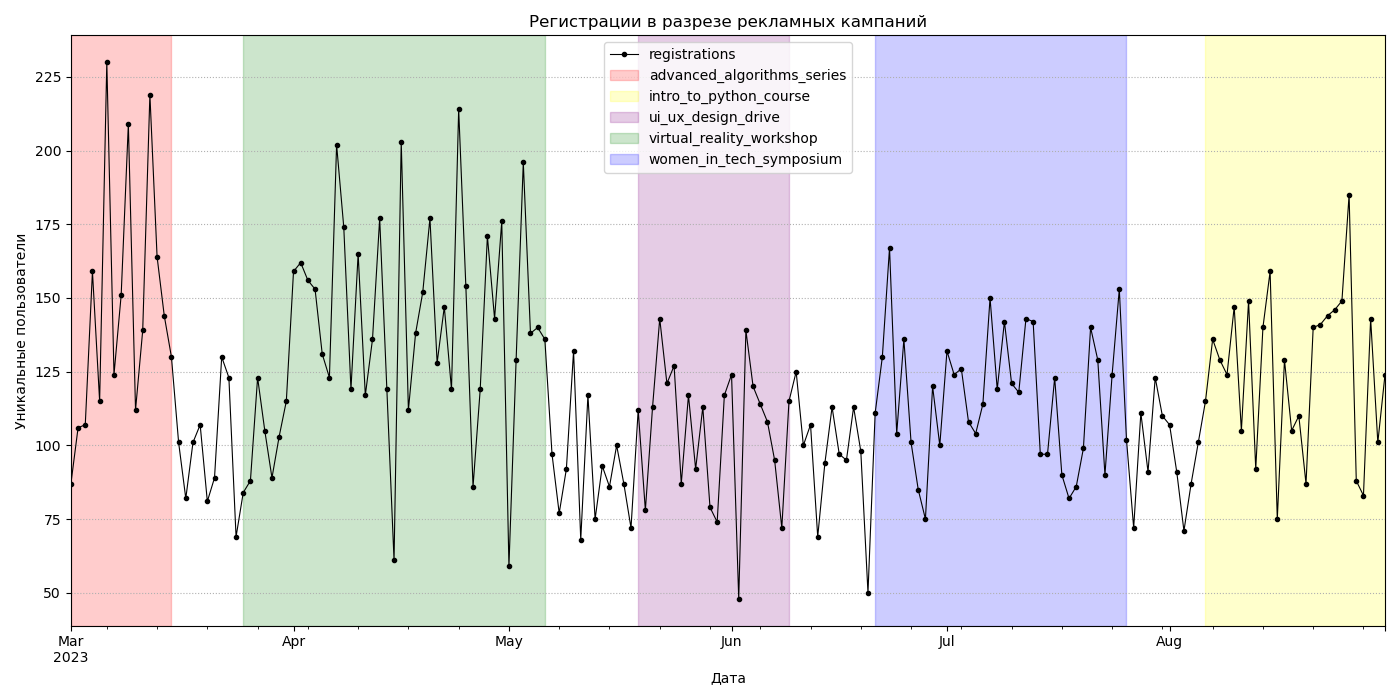 Регистрации в разрезе рекламных кампаний
registrations
advanced_algorithms_series
intro_to_python_course
ui_ux_design_drive
virtual_reality_workshop
women_in_tech_symposium
Уникальные пользователи
225
200
175
150
125
100
75
50
Mar Apr May Jun Jul Aug
2023
Дата